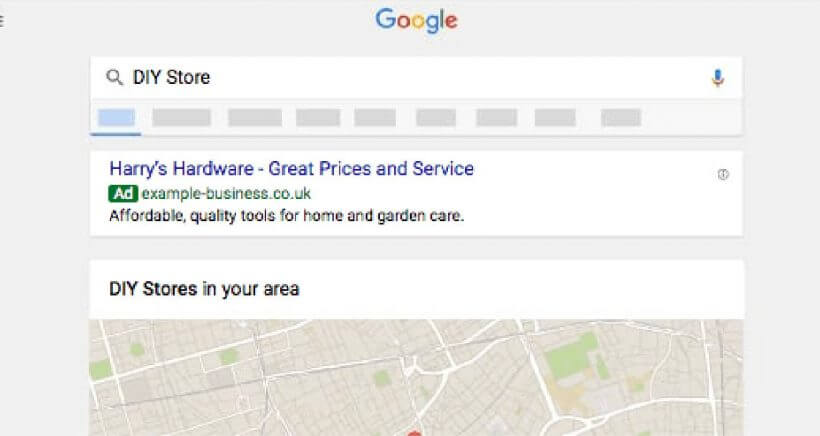 Google
DIY Store
Harry's Hardware - Great Prices and Service
Ad example-business.co.uk
Affordable, quality tools for home and garden care.
DIY Stores in your area